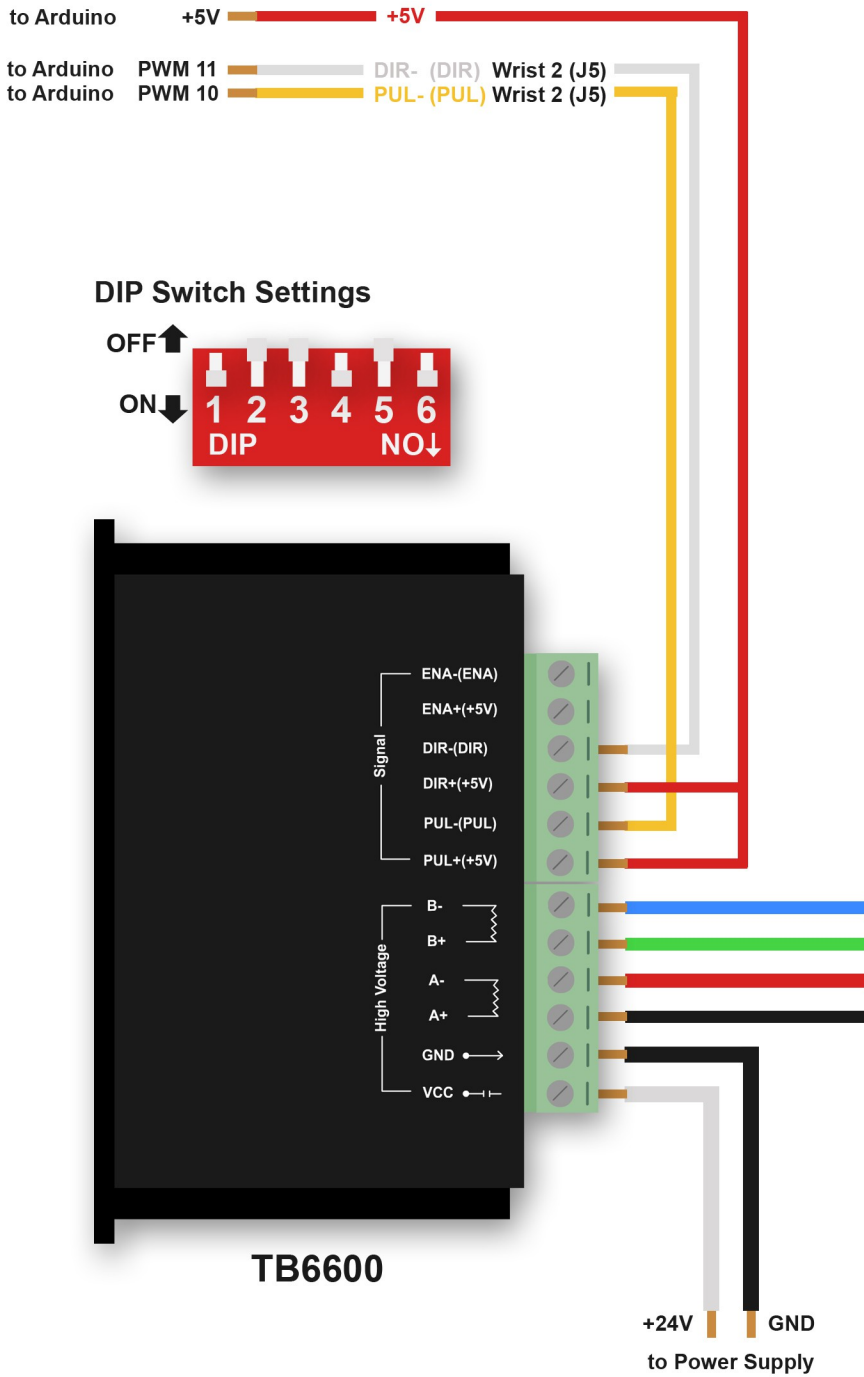 to Arduino +5V +5V
to Arduino PWM 11 DIR- (DIR) Wrist 2 (J5)
to Arduino PWM 10 PUL- (PUL) Wrist 2 (J5)
DIP Switch Settings
OFF
ON
1 2 3 4 5 6
DIP NO↓
Signal
ENA-(ENA)
ENA+(+5V)
DIR-(DIR)
DIR+(+5V)
PUL-(PUL)
PUL+(+5V)
High Voltage
B-
B+
A-
A+
GND
VCC
TB6600
+24V GND
to Power Supply